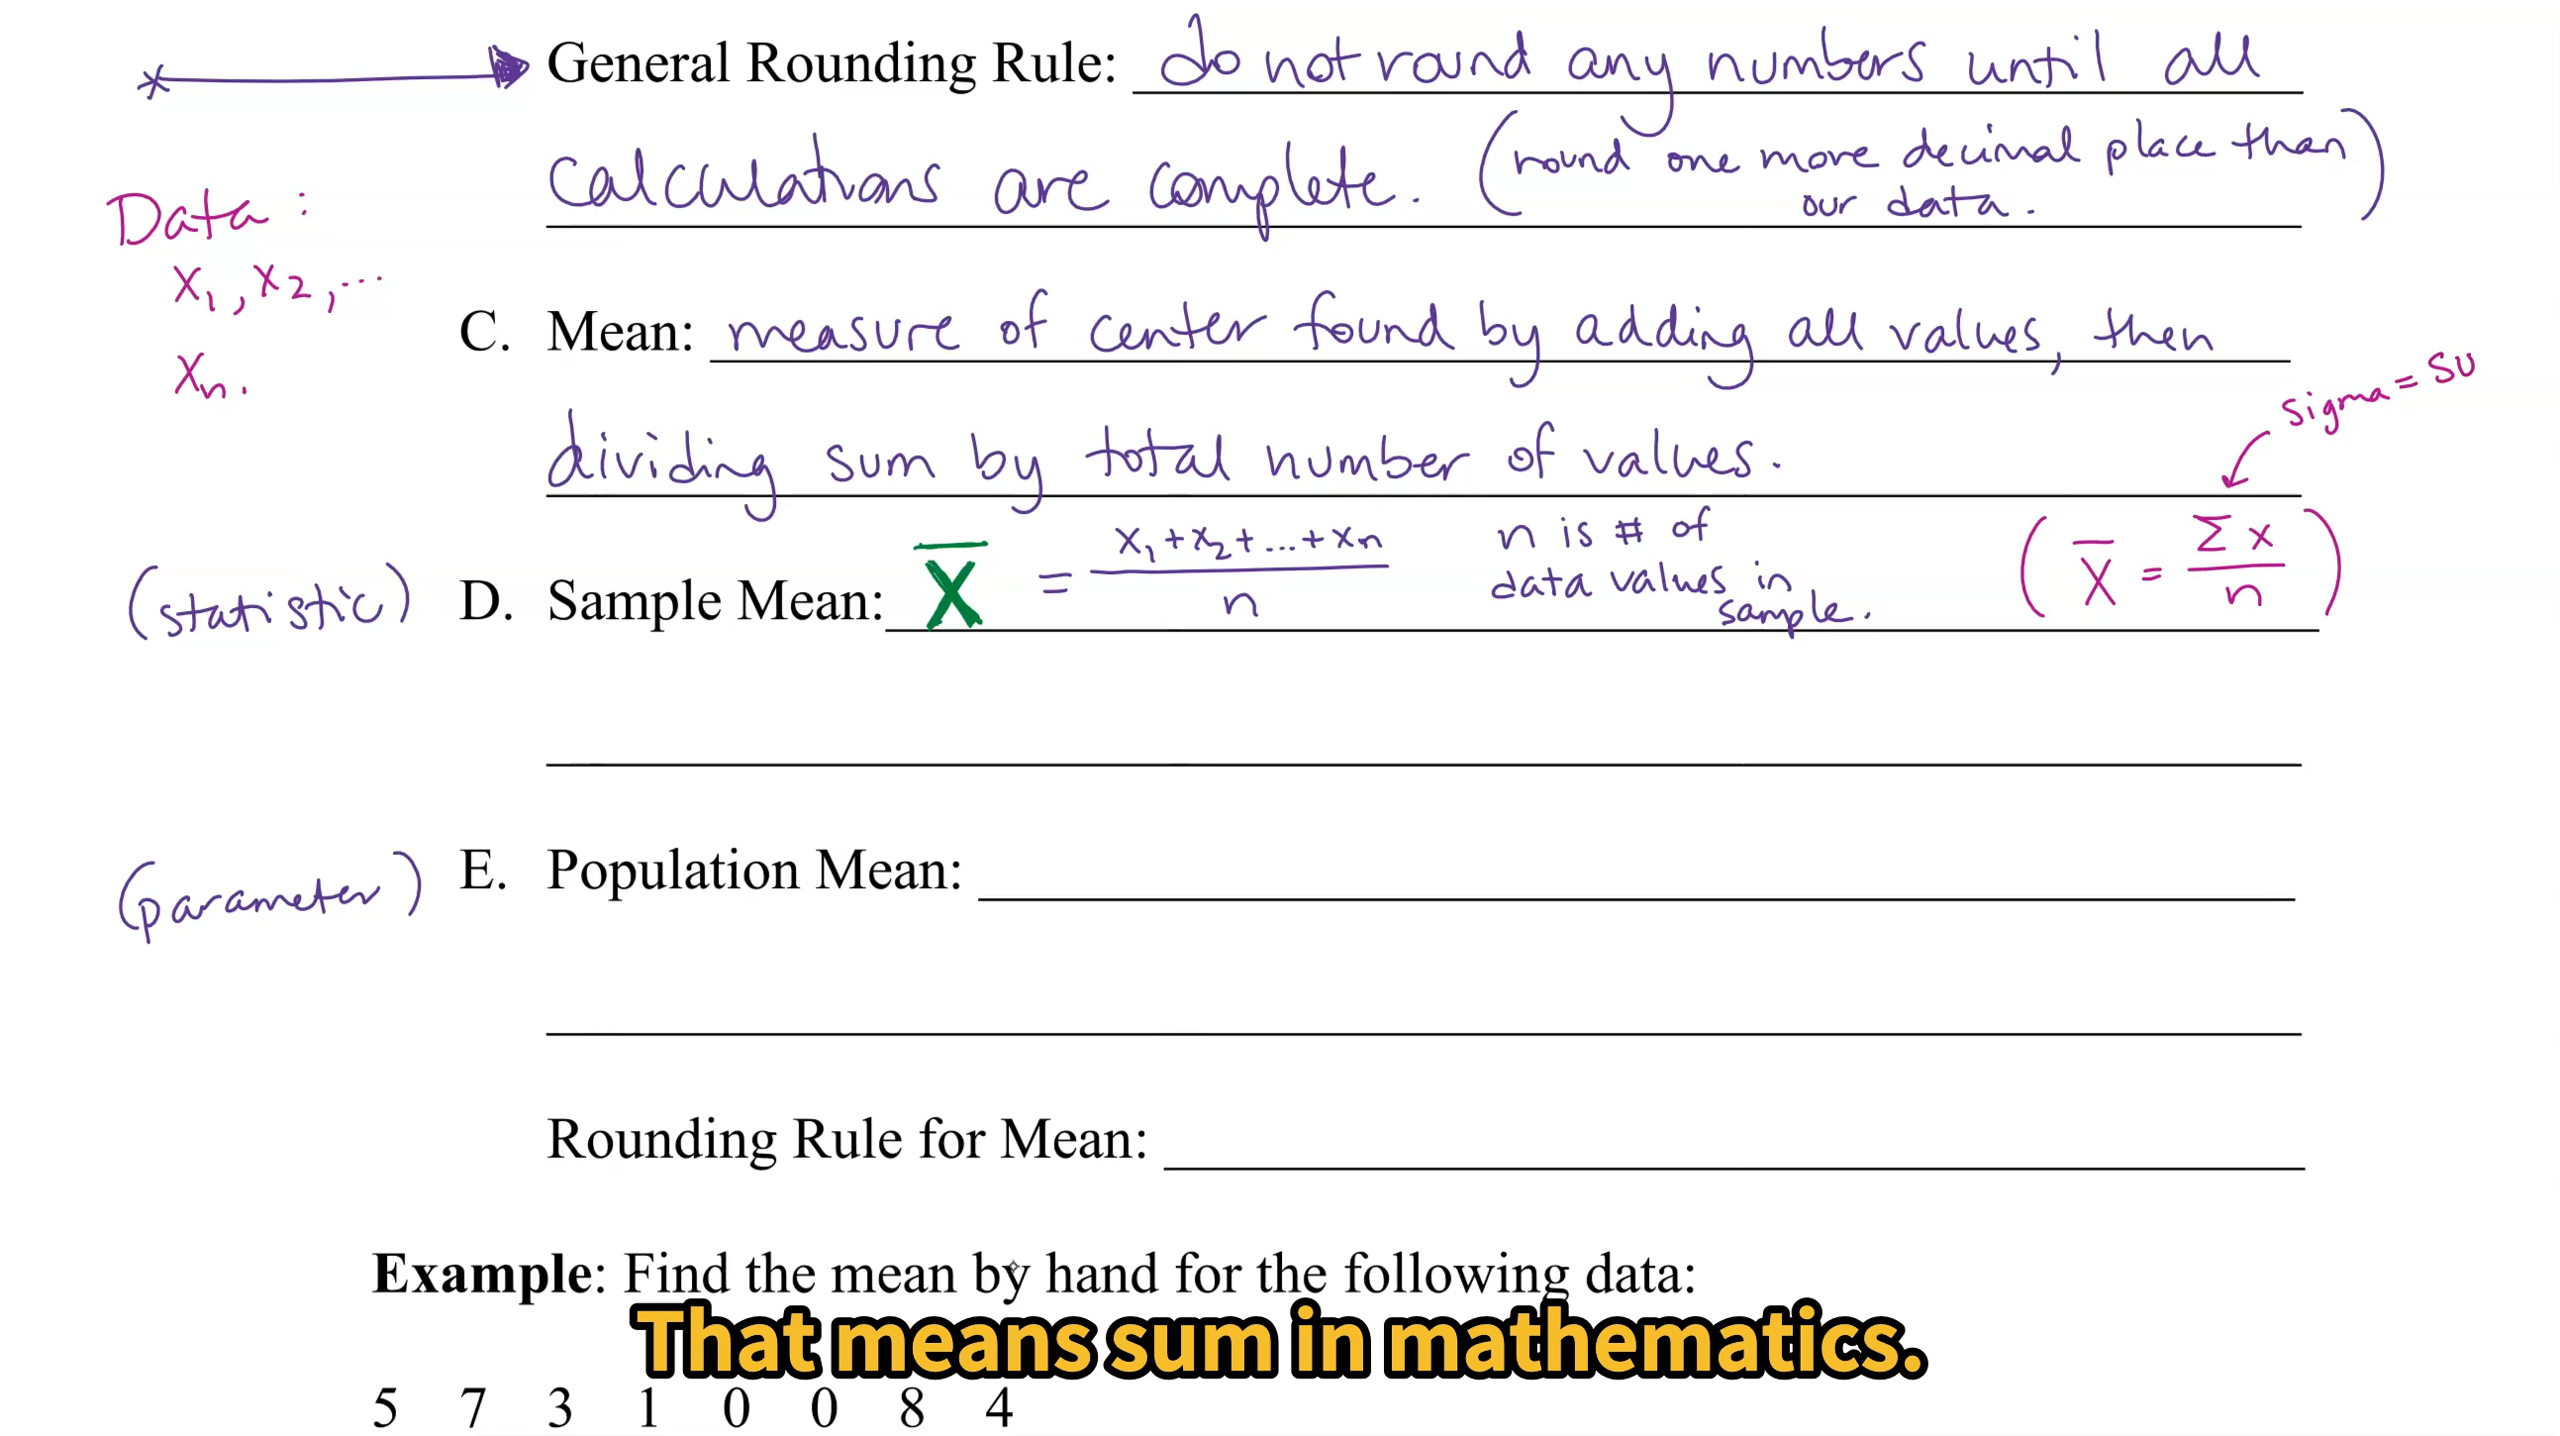 General Rounding Rule: do not round any numbers until all
calculations are complete. (round one more decimal place than
our data.)
Data:
x₁, x₂, ...
xₙ.
C. Mean: measure of center found by adding all values, then
dividing sum by total number of values.
sigma = su
(statistic) D. Sample Mean: x̄ = (x₁ + x₂ + ... + xₙ)/n n is # of data values in sample. (x̄ = Σx/n)
(parameter) E. Population Mean:
Rounding Rule for Mean:
Example: Find the mean by hand for the following data:
That means sum in mathematics.
5 7 3 1 0 0 8 4